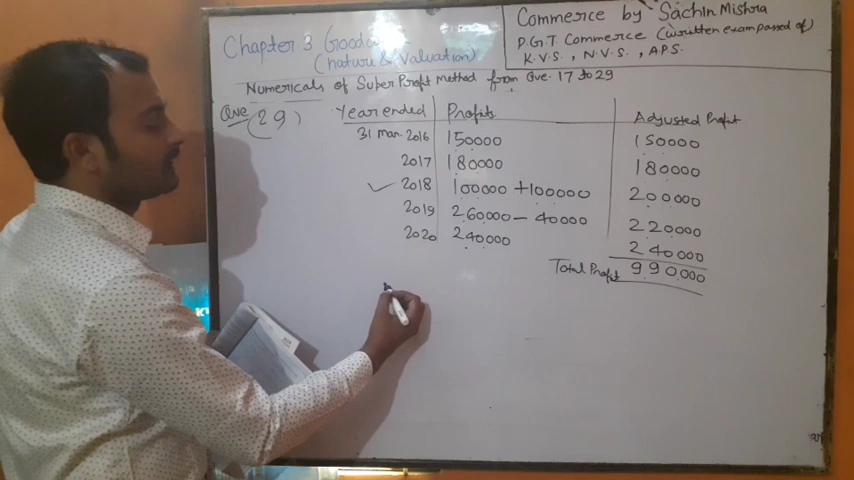 Commerce by Sachin Mishra
P.G.T Commerce (written exam passed of)
K.V.S., N.V.S., A.P.S.
Chapter 3
(nature & Valuation)
Numericals of Super Profit Method from Que. 17 to 29
Que (29)
Year ended Profits Adjusted Profit
31 Mar. 2016 150000 150000
2017 180000 180000
2018 100000 + 100000 200000
2019 260000 - 40000 220000
2020 240000 240000
Total Profit 990,000